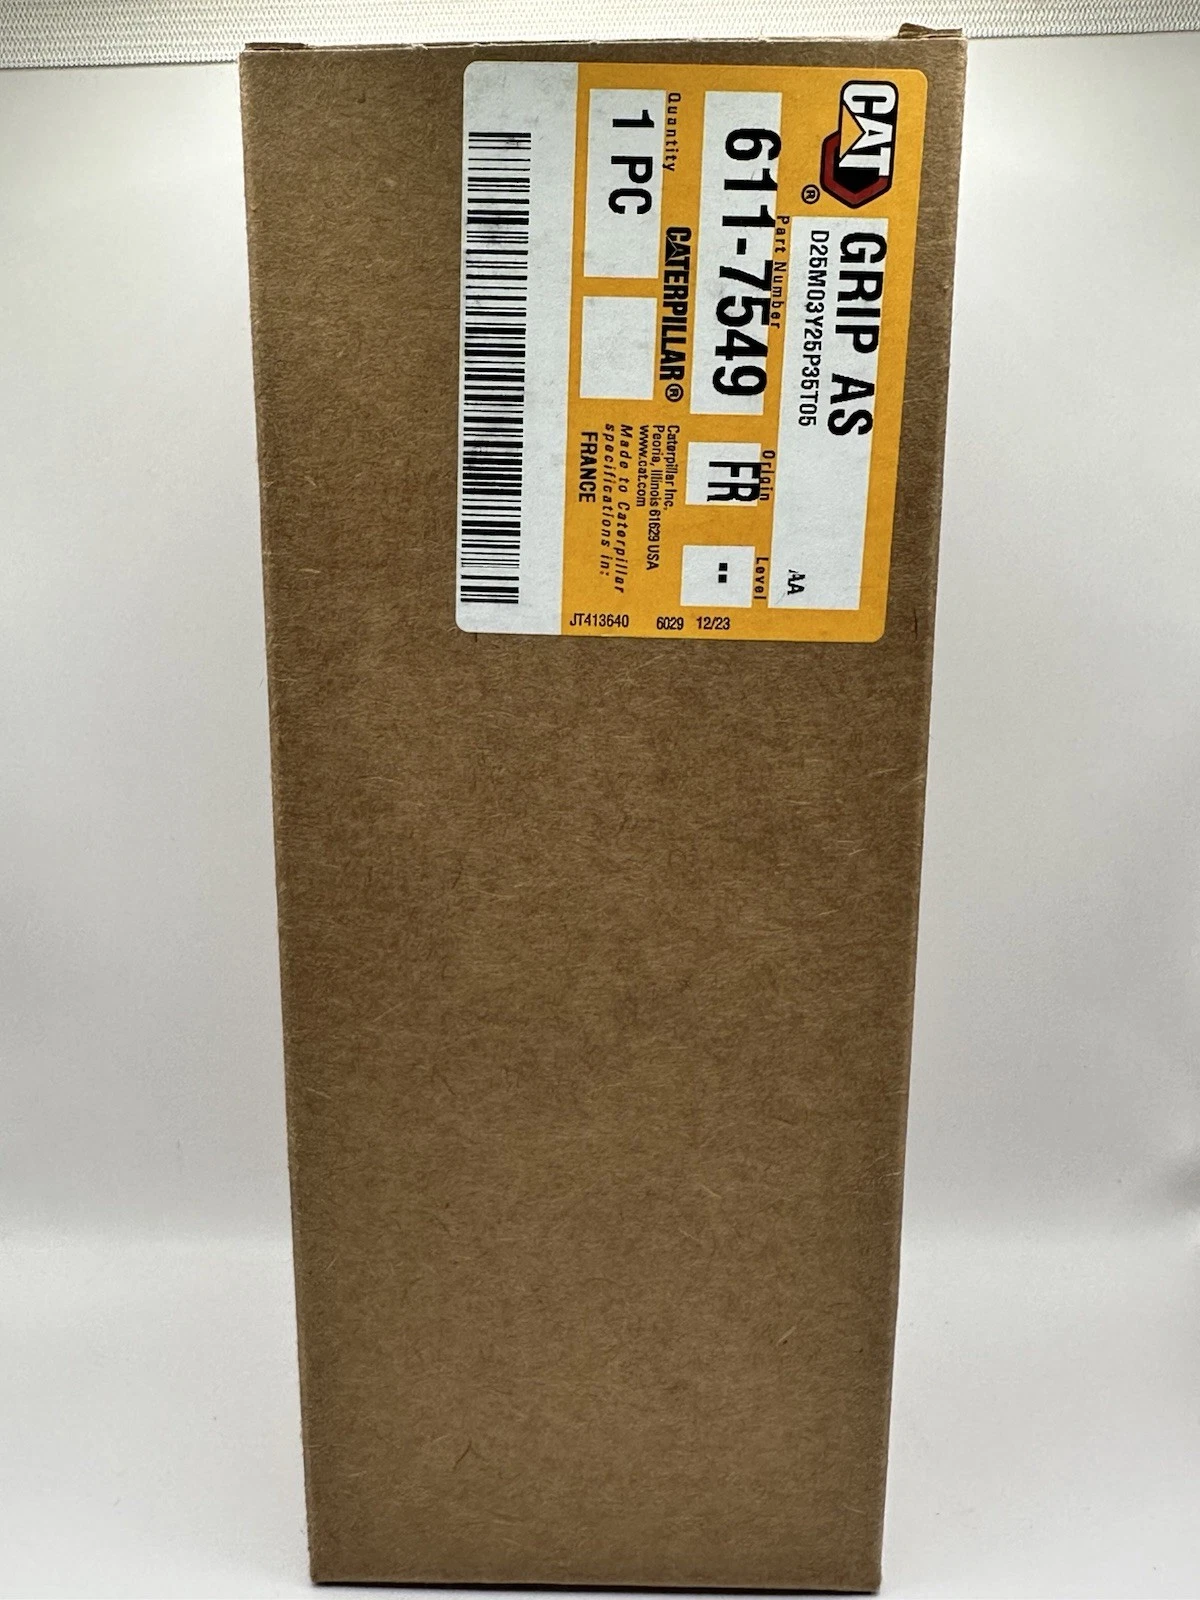 CAT®
GRIP AS
D25M03Y25P35T05
AA
Part Number
Origin
Level
611-7549
FR
--
Quantity
CATERPILLAR®
1 PC
Caterpillar Inc.
Peoria, Illinois 61629 USA
www.cat.com
Made to Caterpillar
specifications in:
FRANCE
JT413640
6029
12/23